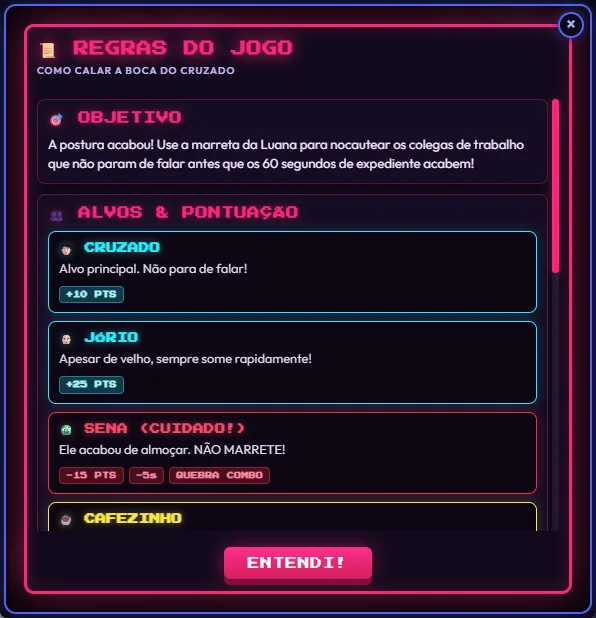 ×
REGRAS DO JOGO
COMO CALAR A BOCA DO CRUZADO
OBJETIVO
A postura acabou! Use a marreta da Luana para nocautear os colegas de trabalho
que não param de falar antes que os 60 segundos de expediente acabem!
ALVOS & PONTUAÇÃO
CRUZADO
Alvo principal. Não para de falar!
+10 PTS
JóRIO
Apesar de velho, sempre some rapidamente!
+25 PTS
SENA (CUIDADO!)
Ele acabou de almoçar. NÃO MARRETE!
-15 PTS -5s QUEBRA COMBO
CAFEZINHO
ENTENDI!